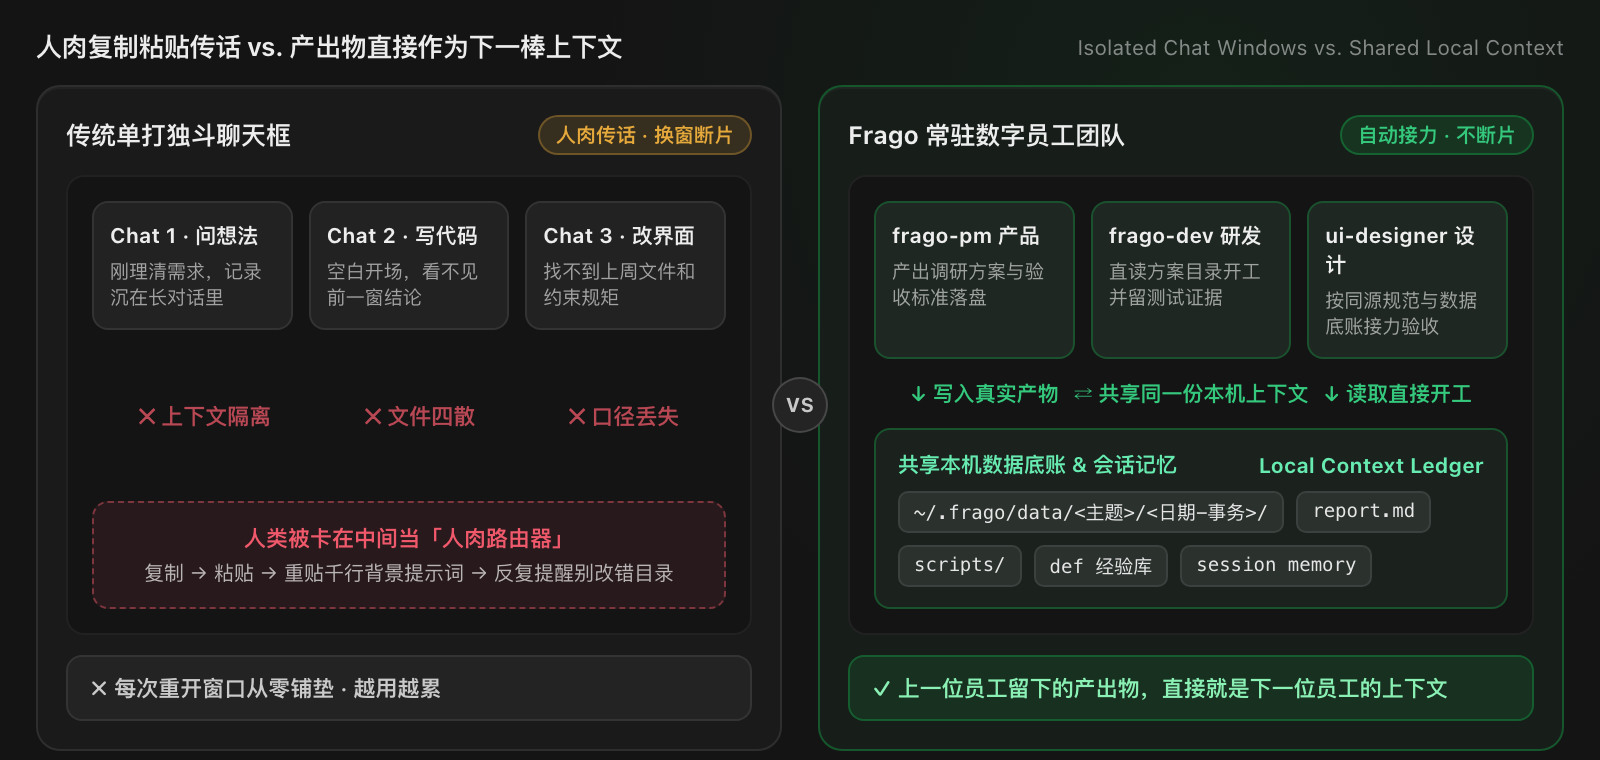 人肉复制粘贴传话 vs. 产出物直接作为下一棒上下文
Isolated Chat Windows vs. Shared Local Context
传统单打独斗聊天框
人肉传话 · 换窗断片
Chat 1 · 问想法
刚理清需求，记录
沉在长对话里
Chat 2 · 写代码
空白开场，看不见
前一窗结论
Chat 3 · 改界面
找不到上周文件和
约束规矩
✕ 上下文隔离
✕ 文件四散
✕ 口径丢失
人类被卡在中间当「人肉路由器」
复制 → 粘贴 → 重贴千行背景提示词 → 反复提醒别改错目录
✕ 每次重开窗口从零铺垫 · 越用越累
VS
Frago 常驻数字员工团队
自动接力 · 不断片
frago-pm 产品
产出调研方案与验
收标准落盘
frago-dev 研发
直读方案目录开工
并留测试证据
ui-designer 设
计
按同源规范与数据
底账接力验收
↓ 写入真实产物 ⇄ 共享同一份本机上下文 ↓ 读取直接开工
共享本机数据底账 & 会话记忆
Local Context Ledger
~/.frago/data/<主题>/<日期-事务>/
report.md
scripts/
def 经验库
session memory
✓ 上一位员工留下的产出物，直接就是下一位员工的上下文